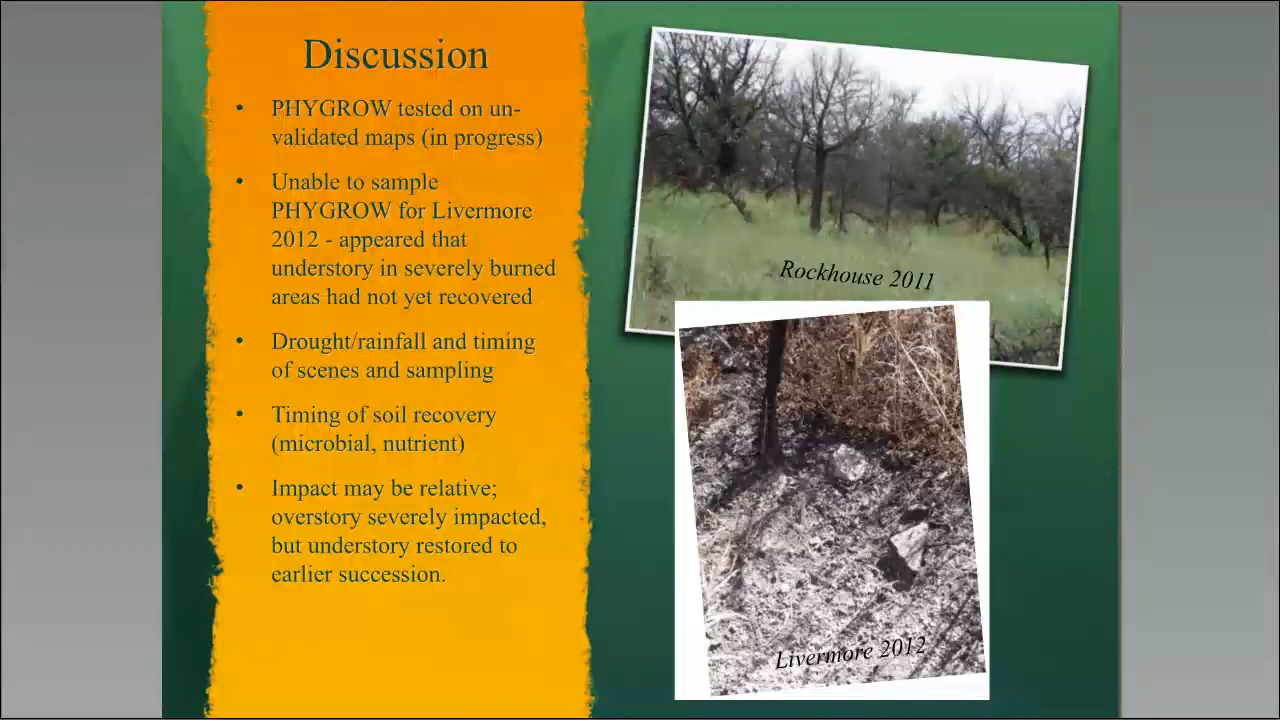 Discussion
• PHYGROW tested on un-
validated maps (in progress)
• Unable to sample
PHYGROW for Livermore
2012 - appeared that
understory in severely burned
areas had not yet recovered
• Drought/rainfall and timing
of scenes and sampling
• Timing of soil recovery
(microbial, nutrient)
• Impact may be relative;
overstory severely impacted,
but understory restored to
earlier succession.
Rockhouse 2011
Livermore 2012